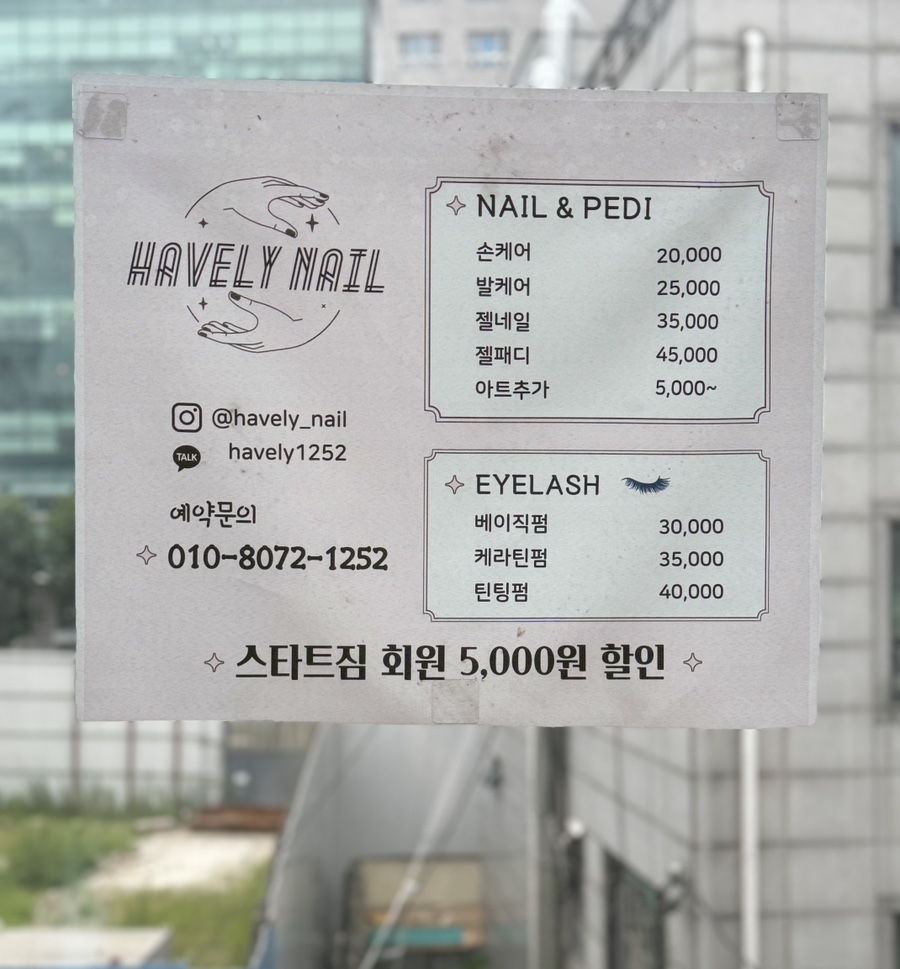 HAVELY NAIL
@havely_nail
TALK havely1252
예약문의
010-8072-1252
NAIL & PEDI
손케어 20,000
발케어 25,000
젤네일 35,000
젤패디 45,000
아트추가 5,000~
EYELASH
베이직펌 30,000
케라틴펌 35,000
틴팅펌 40,000
스타트짐 회원 5,000원 할인